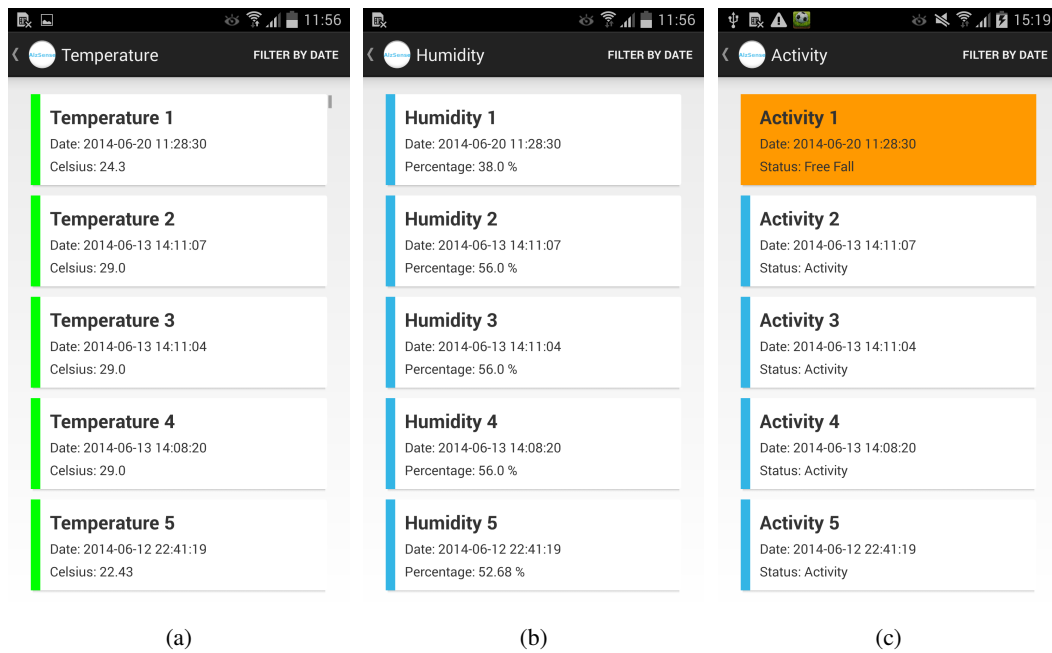 11:56
AlzSense
Temperature
FILTER BY DATE
Temperature 1
Date: 2014-06-20 11:28:30
Celsius: 24.3
Temperature 2
Date: 2014-06-13 14:11:07
Celsius: 29.0
Temperature 3
Date: 2014-06-13 14:11:04
Celsius: 29.0
Temperature 4
Date: 2014-06-13 14:08:20
Celsius: 29.0
Temperature 5
Date: 2014-06-12 22:41:19
Celsius: 22.43
(a)
11:56
AlzSense
Humidity
FILTER BY DATE
Humidity 1
Date: 2014-06-20 11:28:30
Percentage: 38.0 %
Humidity 2
Date: 2014-06-13 14:11:07
Percentage: 56.0 %
Humidity 3
Date: 2014-06-13 14:11:04
Percentage: 56.0 %
Humidity 4
Date: 2014-06-13 14:08:20
Percentage: 56.0 %
Humidity 5
Date: 2014-06-12 22:41:19
Percentage: 52.68 %
(b)
15:19
AlzSense
Activity
FILTER BY DATE
Activity 1
Date: 2014-06-20 11:28:30
Status: Free Fall
Activity 2
Date: 2014-06-13 14:11:07
Status: Activity
Activity 3
Date: 2014-06-13 14:11:04
Status: Activity
Activity 4
Date: 2014-06-13 14:08:20
Status: Activity
Activity 5
Date: 2014-06-12 22:41:19
Status: Activity
(c)